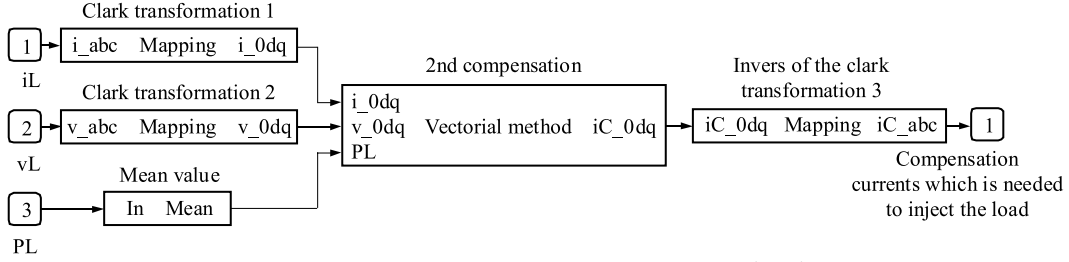 Clark transformation 1
1
i_abc Mapping i_0dq
iL
Clark transformation 2
2
v_abc Mapping v_0dq
vL
Mean value
3
In Mean
PL
2nd compensation
i_0dq
v_0dq Vectorial method iC_0dq
PL
Invers of the clark
transformation 3
iC_0dq Mapping iC_abc
1
Compensation
currents which is needed
to inject the load